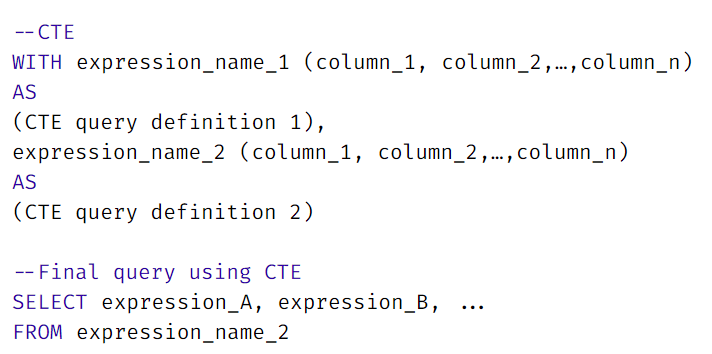 --CTE
WITH expression_name_1 (column_1, column_2,…,column_n)
AS
(CTE query definition 1),
expression_name_2 (column_1, column_2,…,column_n)
AS
(CTE query definition 2)
--Final query using CTE
SELECT expression_A, expression_B, ...
FROM expression_name_2